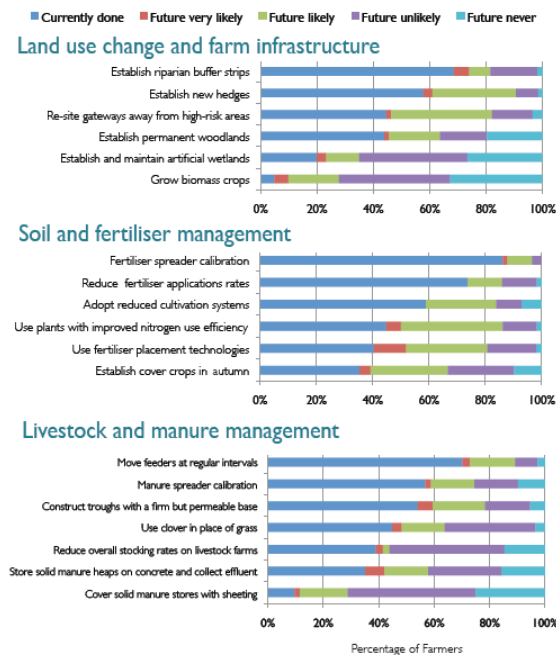 Currently done Future very likely Future likely Future unlikely Future never
Land use change and farm infrastructure
Establish riparian buffer strips
Establish new hedges
Re-site gateways away from high-risk areas
Establish permanent woodlands
Establish and maintain artificial wetlands
Grow biomass crops
0% 20% 40% 60% 80% 100%
Soil and fertiliser management
Fertiliser spreader calibration
Reduce fertiliser applications rates
Adopt reduced cultivation systems
Use plants with improved nitrogen use efficiency
Use fertiliser placement technologies
Establish cover crops in autumn
0% 20% 40% 60% 80% 100%
Livestock and manure management
Move feeders at regular intervals
Manure spreader calibration
Construct troughs with a firm but permeable base
Use clover in place of grass
Reduce overall stocking rates on livestock farms
Store solid manure heaps on concrete and collect effluent
Cover solid manure stores with sheeting
0% 20% 40% 60% 80% 100%
Percentage of Farmers